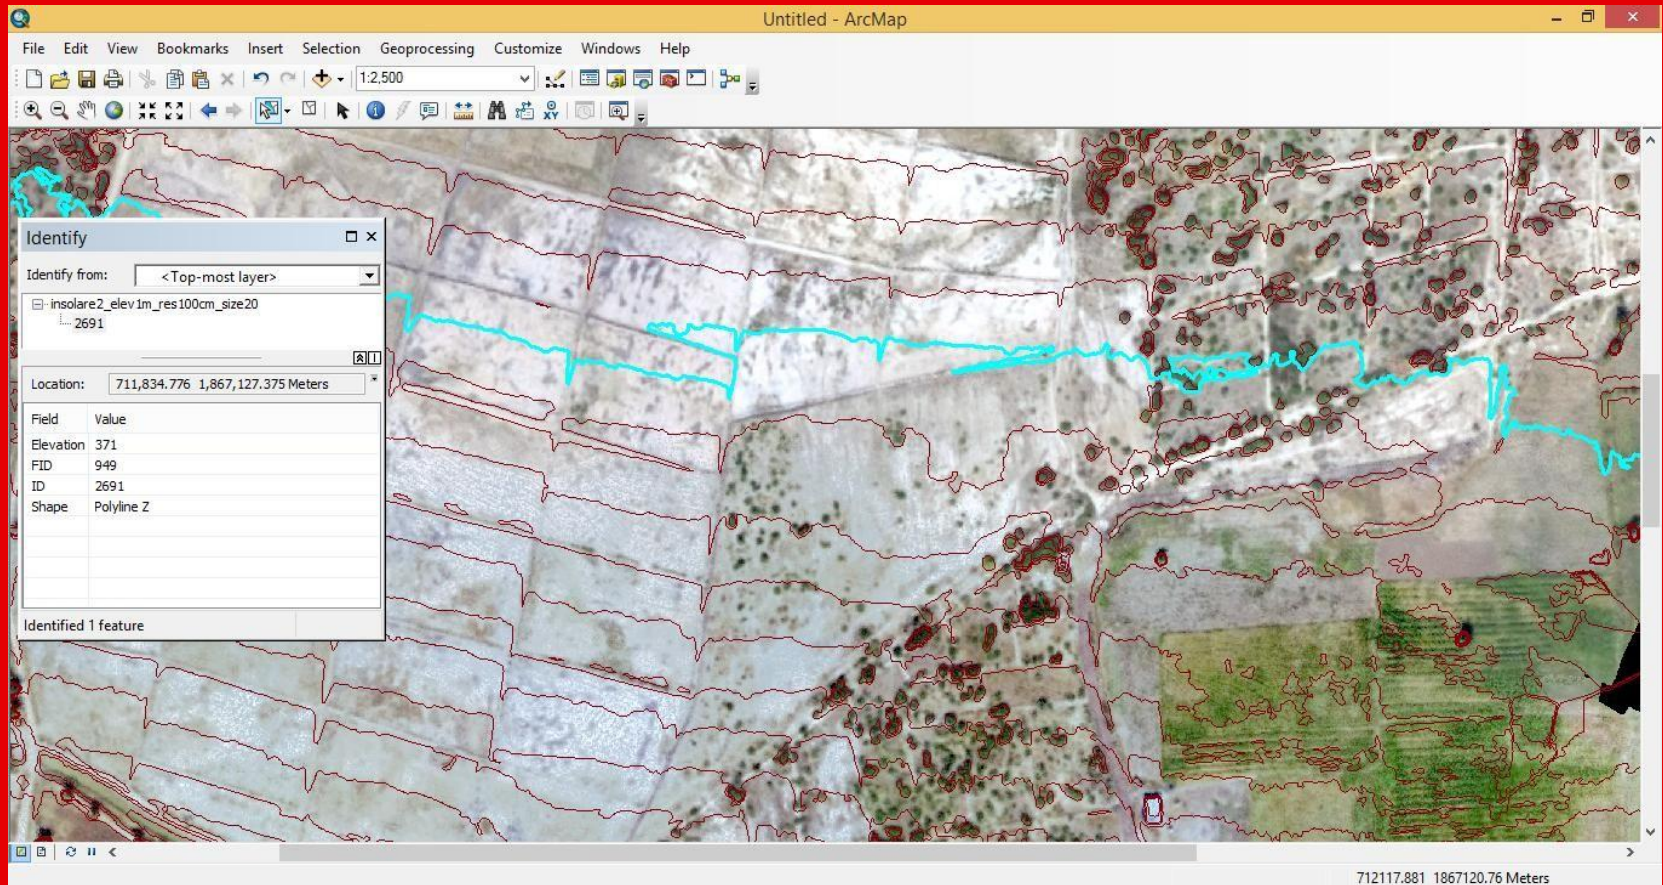 Untitled - ArcMap
File Edit View Bookmarks Insert Selection Geoprocessing Customize Windows Help
1:2,500
XY
Identify
Identify from: <Top-most layer>
insolare2_elev1m_res100cm_size20
2691
Location: 711,834.776 1,867,127.375 Meters
Field Value
Elevation 371
FID 949
ID 2691
Shape Polyline Z
Identified 1 feature
712117.881 1867120.76 Meters